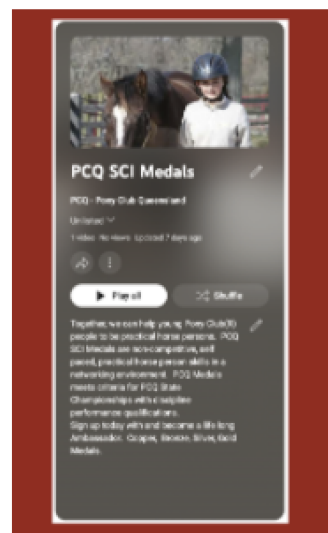 PCQ SCI Medals
PCQ - Pony Club Queensland
Unlisted
1 video No views Updated 7 days ago
Play all
Shuffle
Together, we can help young Pony Club(R)
people to be practical horse persons. PCQ
SCI Medals are non-competitive, self
paced, practical horse person skills in a
networking environment. PCQ Medals
meets criteria for PCQ State
Championships with discipline
performance qualifications.
Sign up today with and become a life long
Ambassador. Copper, Bronze, Silver, Gold
Medals.